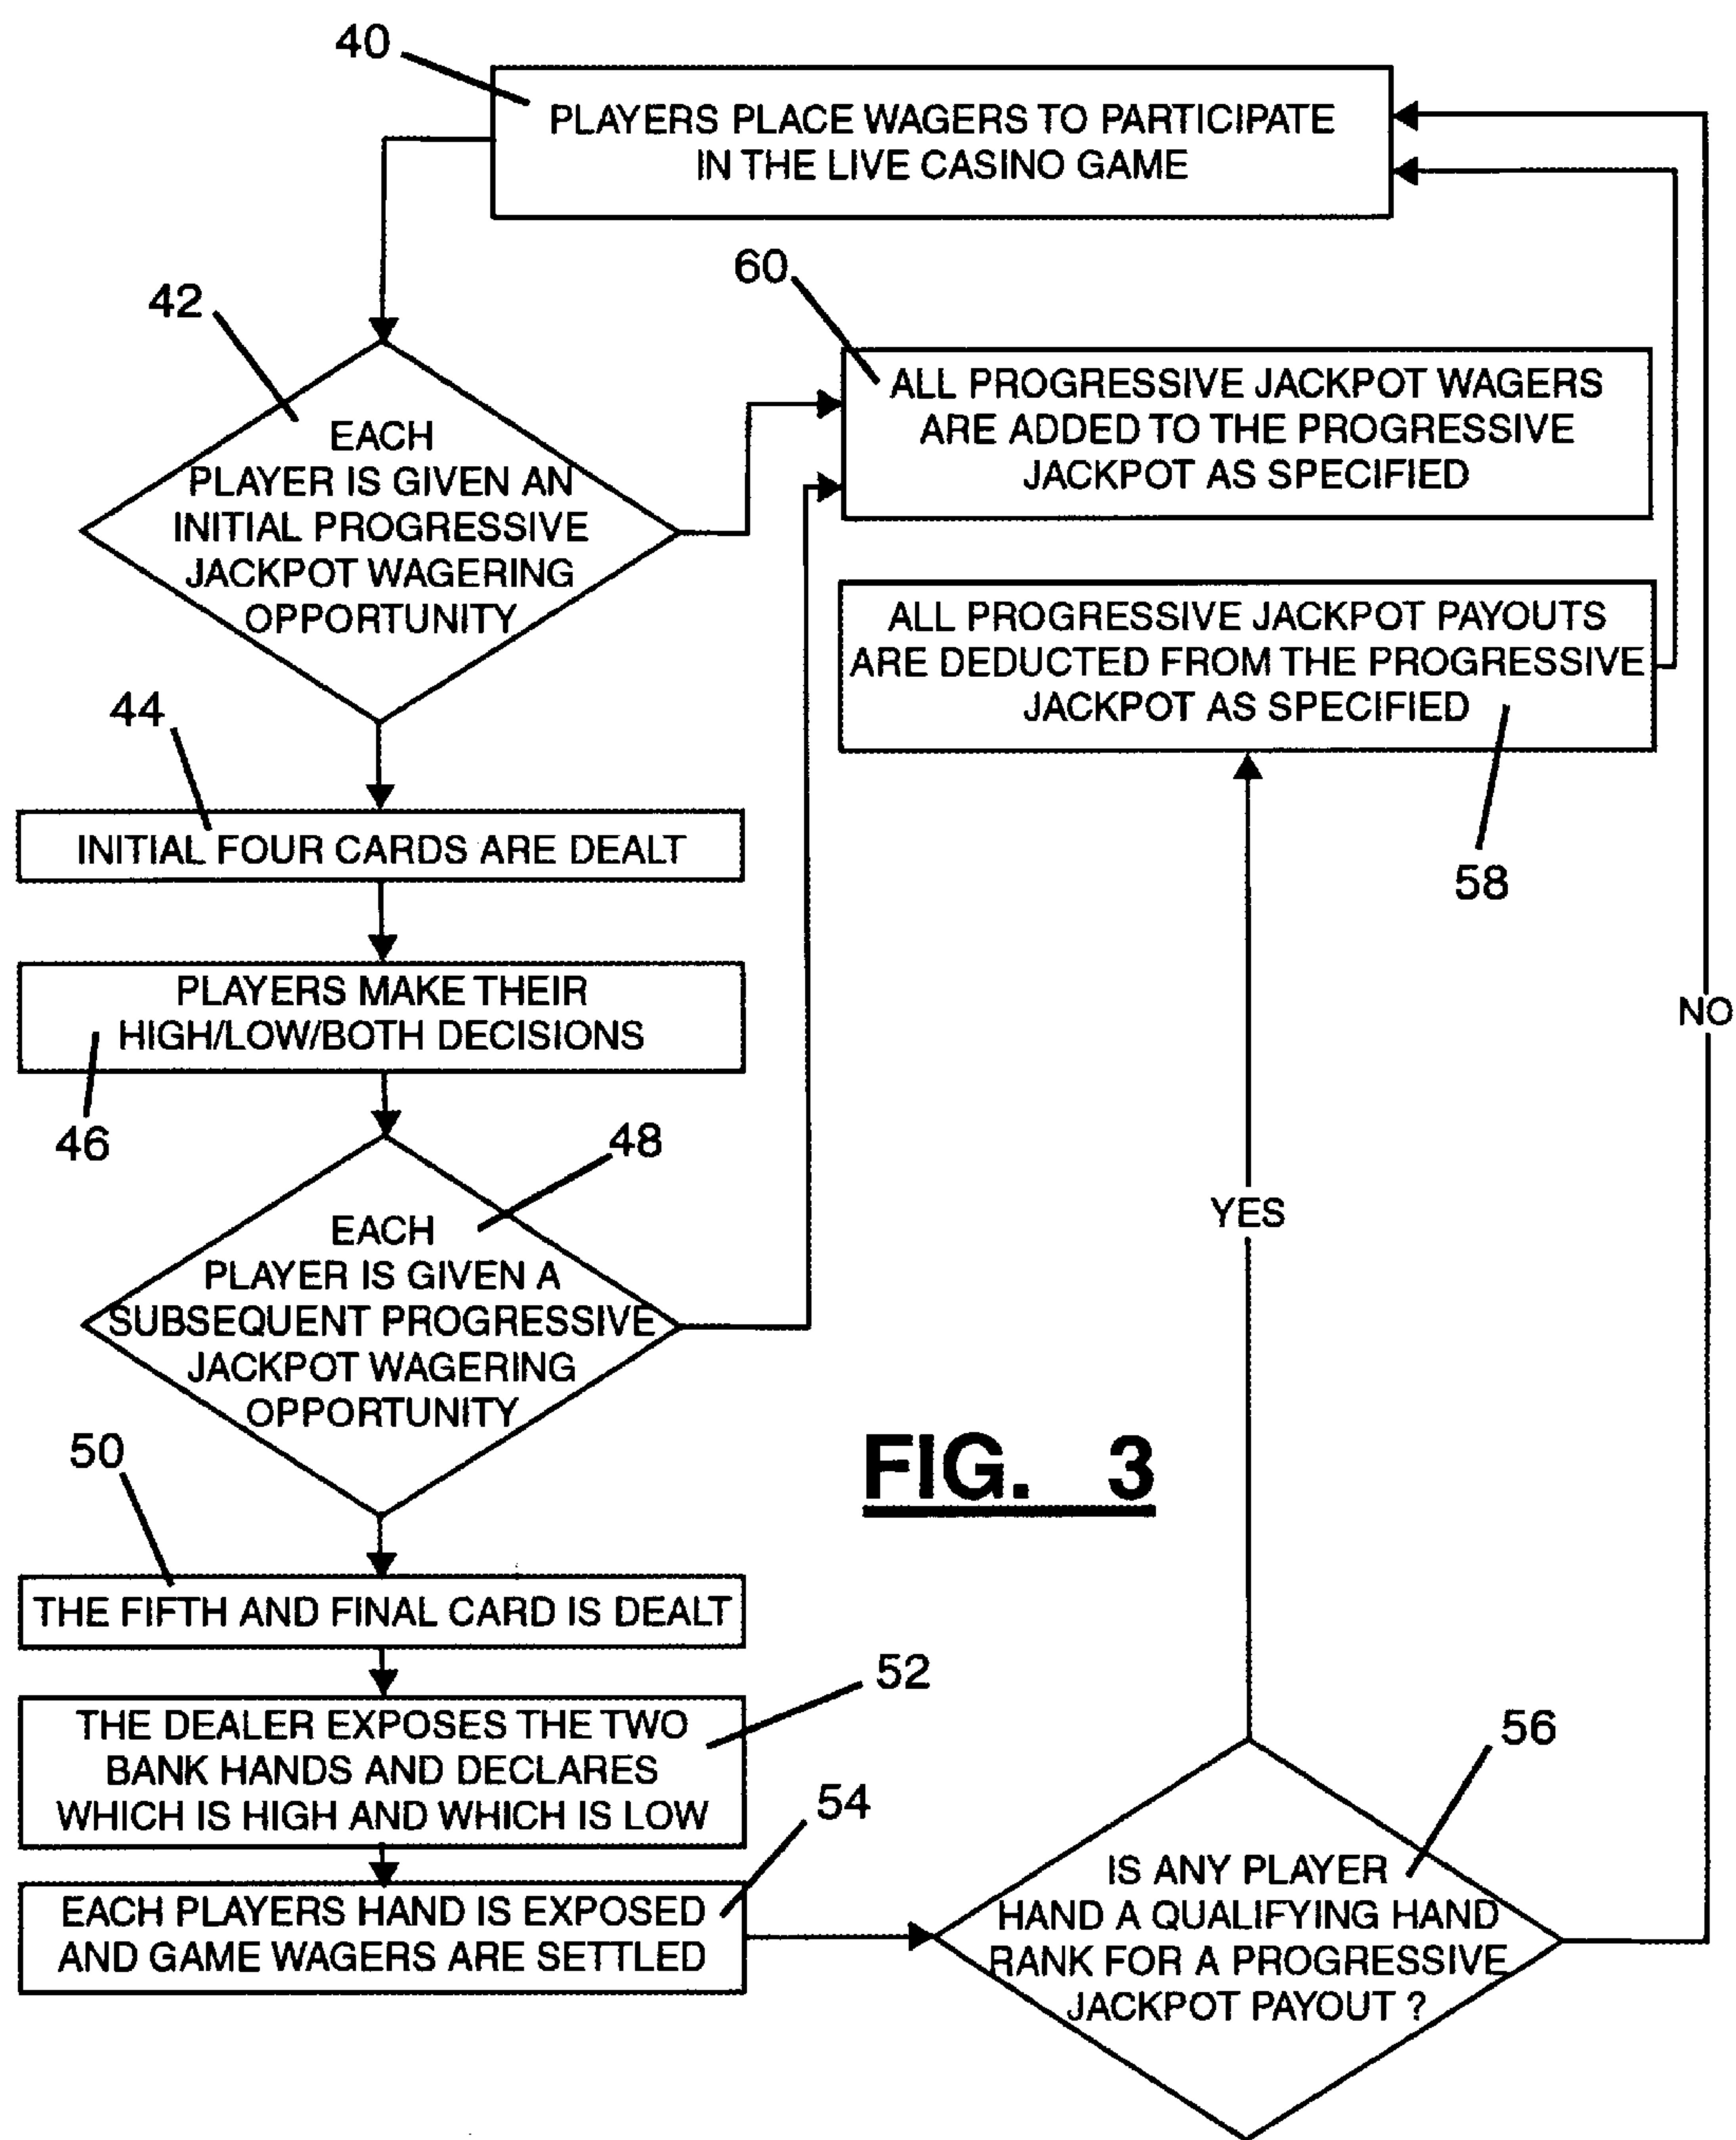 40
PLAYERS PLACE WAGERS TO PARTICIPATE
IN THE LIVE CASINO GAME
42
EACH
PLAYER IS GIVEN AN
INITIAL PROGRESSIVE
JACKPOT WAGERING
OPPORTUNITY
60
ALL PROGRESSIVE JACKPOT WAGERS
ARE ADDED TO THE PROGRESSIVE
JACKPOT AS SPECIFIED
ALL PROGRESSIVE JACKPOT PAYOUTS
ARE DEDUCTED FROM THE PROGRESSIVE
JACKPOT AS SPECIFIED
58
44
INITIAL FOUR CARDS ARE DEALT
PLAYERS MAKE THEIR
HIGH/LOW/BOTH DECISIONS
46
48
EACH
PLAYER IS GIVEN A
SUBSEQUENT PROGRESSIVE
JACKPOT WAGERING
OPPORTUNITY
NO
YES
FIG. 3
50
THE FIFTH AND FINAL CARD IS DEALT
52
THE DEALER EXPOSES THE TWO
BANK HANDS AND DECLARES
WHICH IS HIGH AND WHICH IS LOW
54
EACH PLAYERS HAND IS EXPOSED
AND GAME WAGERS ARE SETTLED
56
IS ANY PLAYER
HAND A QUALIFYING HAND
RANK FOR A PROGRESSIVE
JACKPOT PAYOUT ?